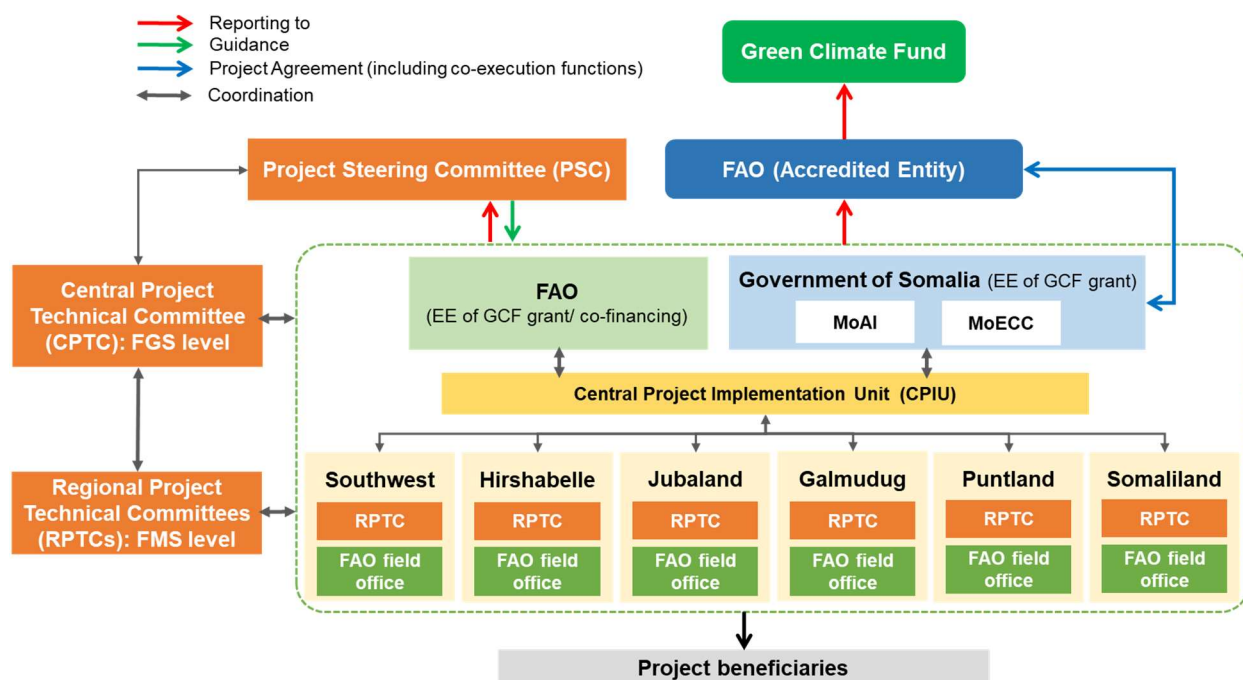 Reporting to
Guidance
Project Agreement (including co-execution functions)
Coordination
Green Climate Fund
Project Steering Committee (PSC)
FAO (Accredited Entity)
Central Project
Technical Committee
(CPTC): FGS level
FAO
(EE of GCF grant/ co-financing)
Government of Somalia (EE of GCF grant)
MoAI
MoECC
Central Project Implementation Unit (CPIU)
Regional Project
Technical Committees
(RPTCs): FMS level
Southwest
RPTC
FAO field
office
Hirshabelle
RPTC
FAO field
office
Jubaland
RPTC
FAO field
office
Galmudug
RPTC
FAO field
office
Puntland
RPTC
FAO field
office
Somaliland
RPTC
FAO field
office
Project beneficiaries